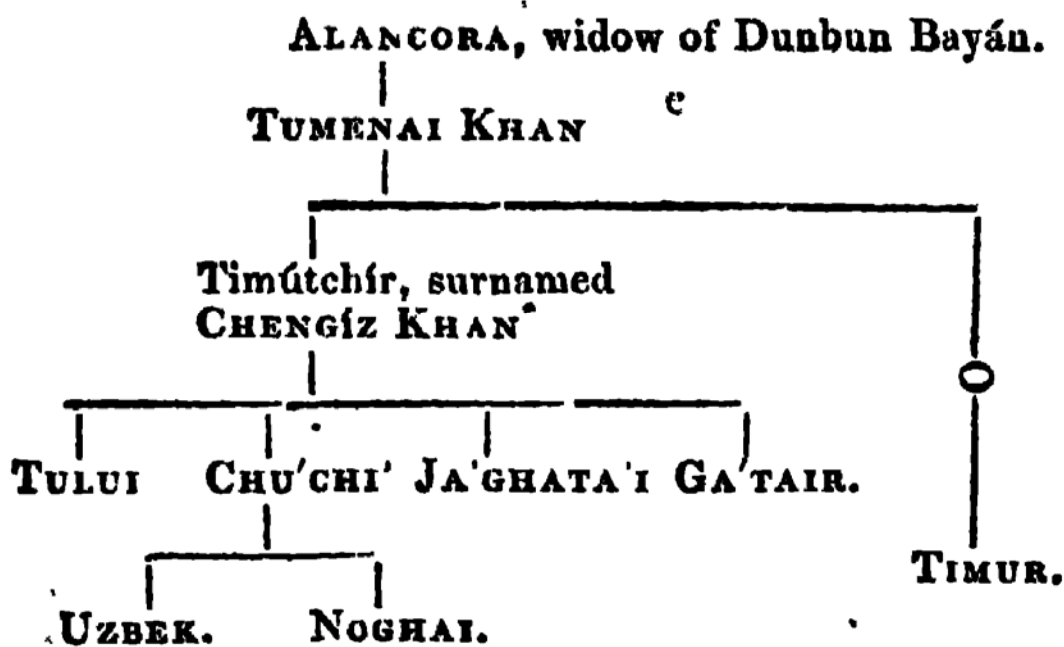 ALANCORA, widow of Dunbun Bayán.
TUMENAI KHAN
Timútchír, surnamed
CHENGÍZ KHAN
TULUI CHU'CHI' JA'GHATA'I GA'TAIR.
TIMUR.
UZBEK. NOGHAI.